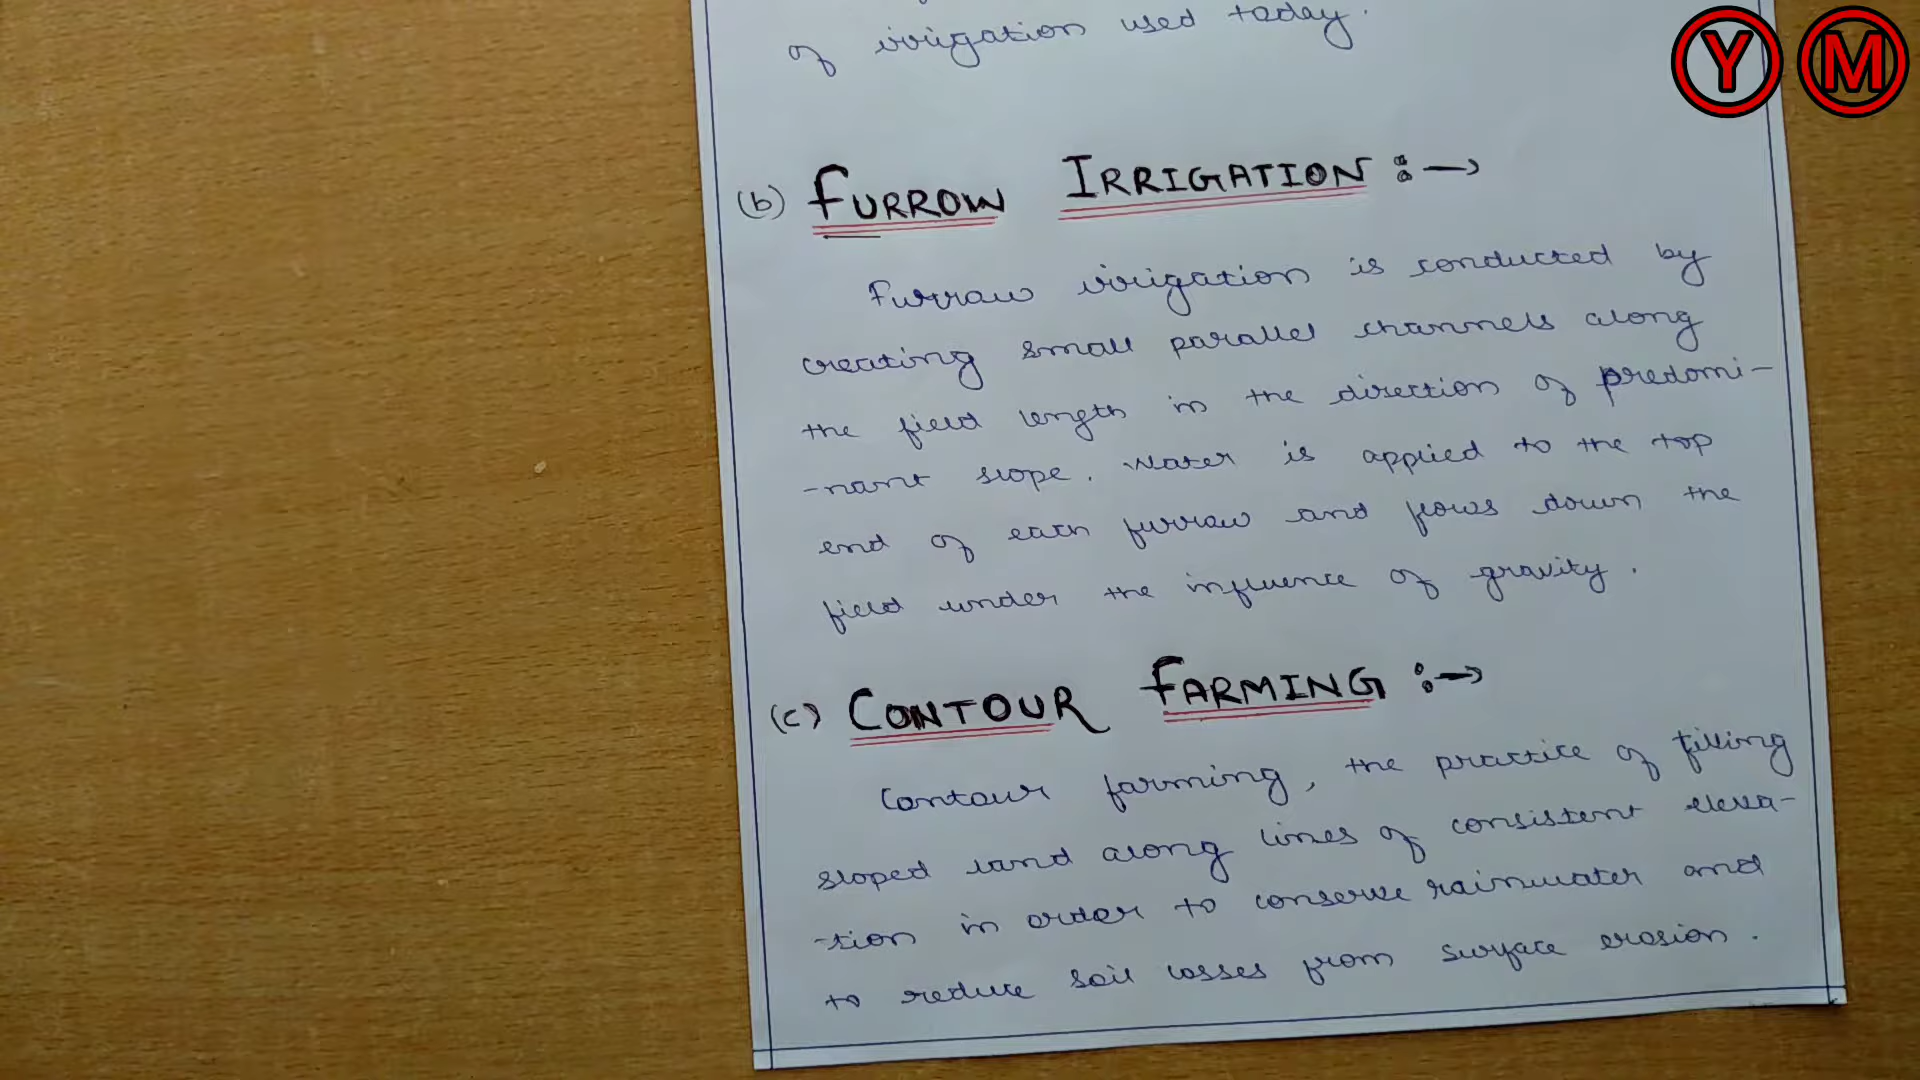 Y M
of irrigation used today.
(b) FURROW IRRIGATION :→
Furrow irrigation is conducted by
creating small parallel channels along
the field length in the direction of predomi-
-nant slope. Water is applied to the top
end of each furrow and flows down the
field under the influence of gravity.
(c) CONTOUR FARMING :→
Contour farming, the practice of tilling
sloped land along lines of consistent eleva-
-tion in order to conserve rainwater and
to reduce soil losses from surface erosion.